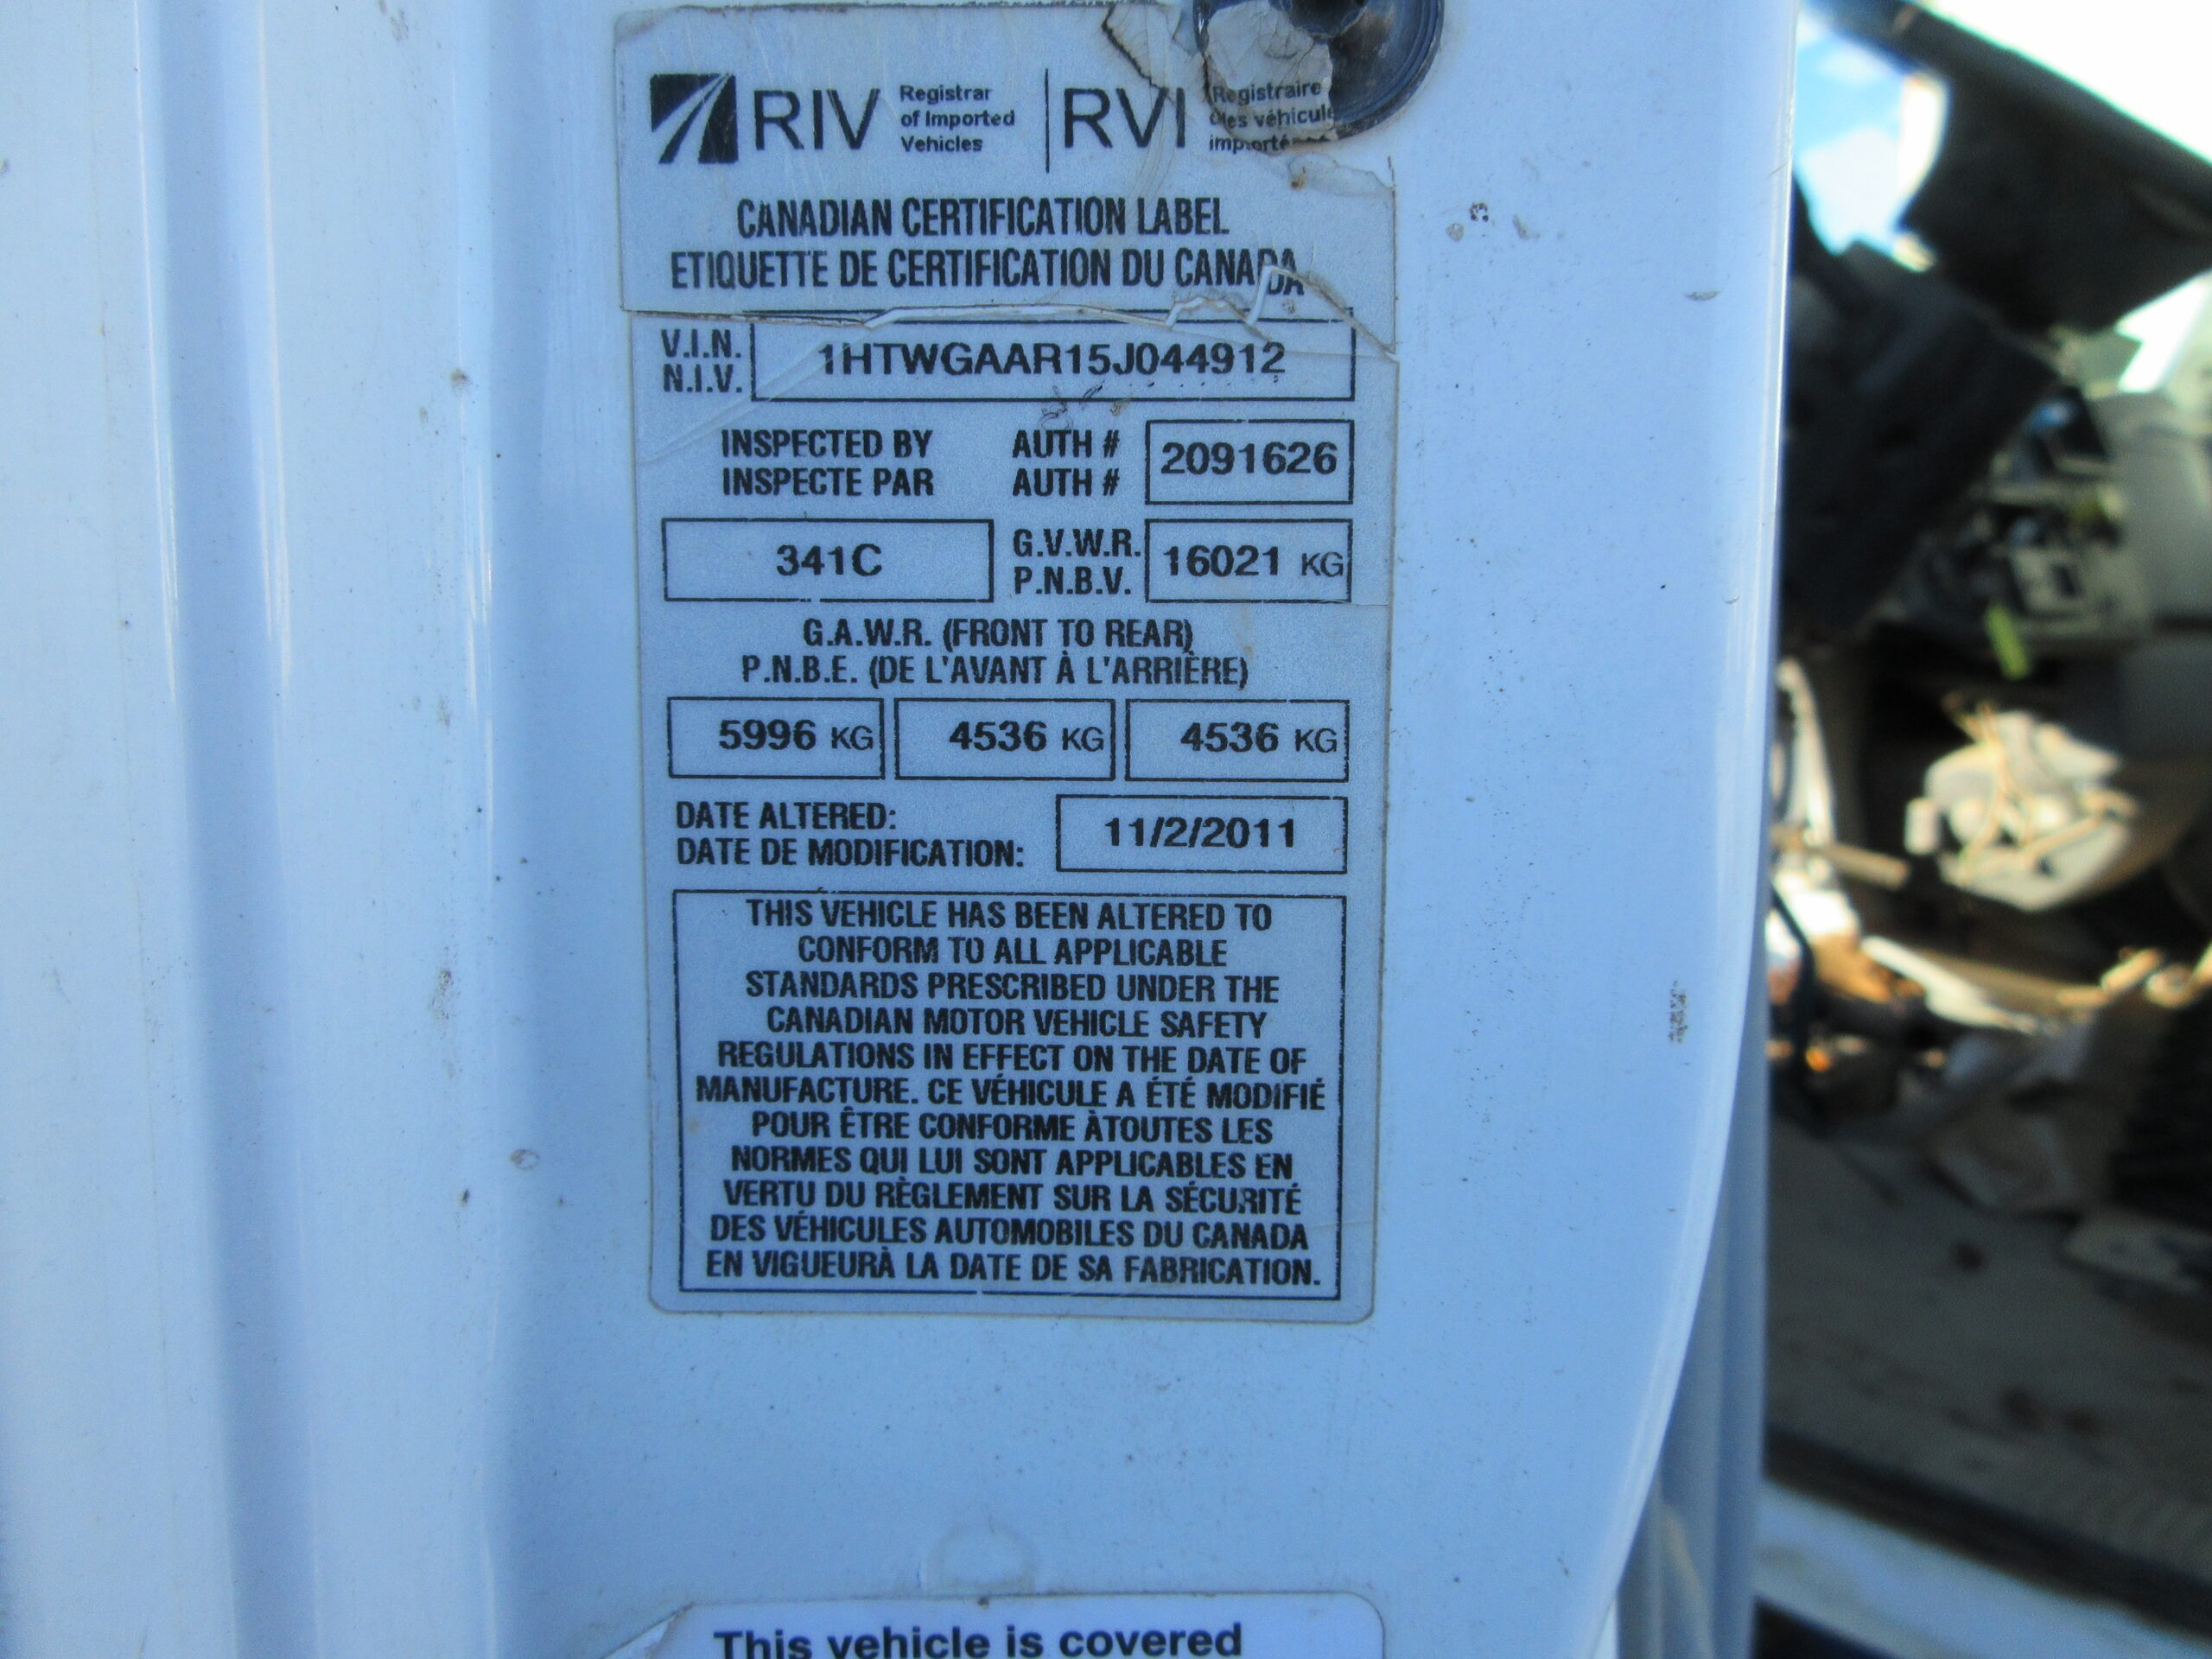 RIV Registrar
of Imported
Vehicles
RVI Registraire
des véhicule
importé
CANADIAN CERTIFICATION LABEL
ETIQUETTE DE CERTIFICATION DU CANADA
V.I.N.
N.I.V.
1HTWGAAR15J044912
INSPECTED BY
INSPECTE PAR
AUTH #
AUTH #
2091626
341C
G.V.W.R.
P.N.B.V.
16021 KG
G.A.W.R. (FRONT TO REAR)
P.N.B.E. (DE L'AVANT À L'ARRIÈRE)
5996 KG 4536 KG 4536 KG
DATE ALTERED:
DATE DE MODIFICATION:
11/2/2011
THIS VEHICLE HAS BEEN ALTERED TO
CONFORM TO ALL APPLICABLE
STANDARDS PRESCRIBED UNDER THE
CANADIAN MOTOR VEHICLE SAFETY
REGULATIONS IN EFFECT ON THE DATE OF
MANUFACTURE. CE VÉHICULE A ÉTÉ MODIFIÉ
POUR ÊTRE CONFORME ÀTOUTES LES
NORMES QUI LUI SONT APPLICABLES EN
VERTU DU RÈGLEMENT SUR LA SÉCURITÉ
DES VÉHICULES AUTOMOBILES DU CANADA
EN VIGUEURÀ LA DATE DE SA FABRICATION.
This vehicle is covered